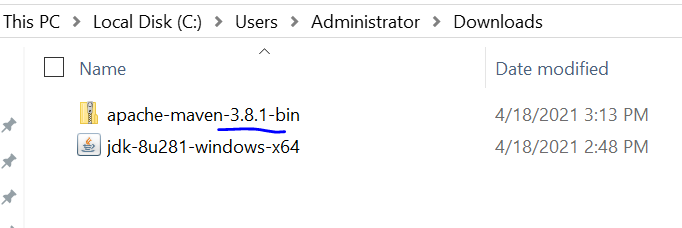 This PC > Local Disk (C:) > Users > Administrator > Downloads
Name Date modified
apache-maven-3.8.1-bin 4/18/2021 3:13 PM
jdk-8u281-windows-x64 4/18/2021 2:48 PM